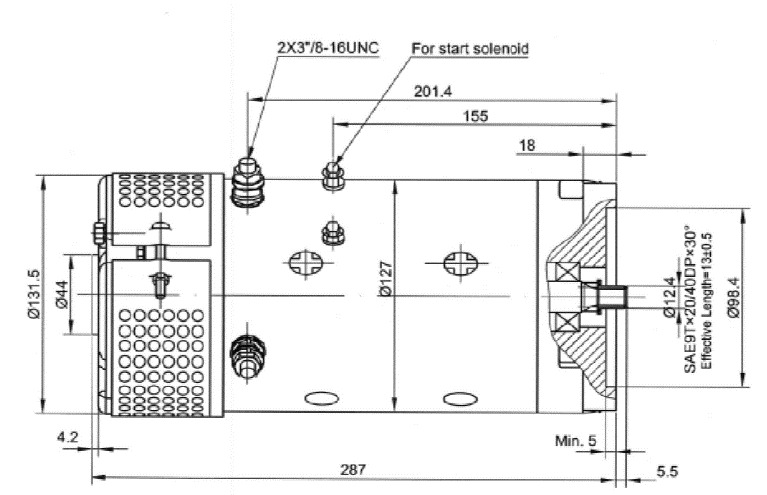 2X3"/8-16UNC
For start solenoid
201.4
155
18
Ø131.5
Ø44
Ø127
Ø12.4
SAE9T×20/40DP×30°
Effective Length=13±0.5
Ø98.4
4.2
Min. 5
287
5.5